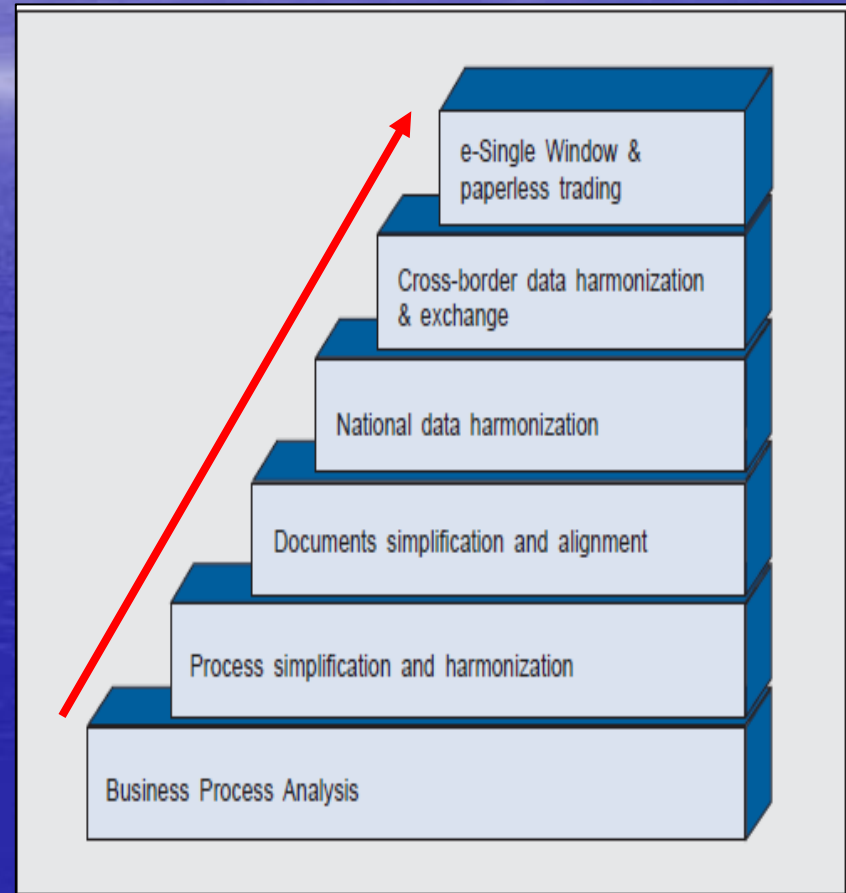 e-Single Window &
paperless trading
Cross-border data harmonization
& exchange
National data harmonization
Documents simplification and alignment
Process simplification and harmonization
Business Process Analysis